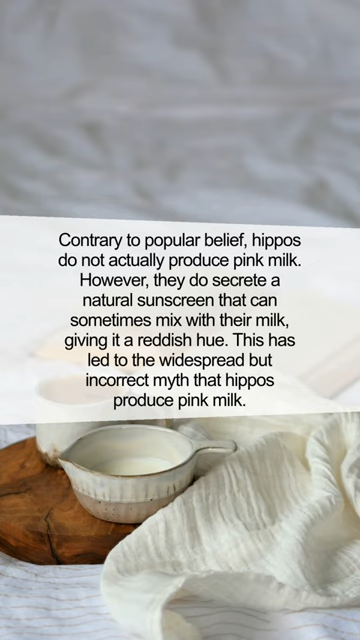 Contrary to popular belief, hippos
do not actually produce pink milk.
However, they do secrete a
natural sunscreen that can
sometimes mix with their milk,
giving it a reddish hue. This has
led to the widespread but
incorrect myth that hippos
produce pink milk.